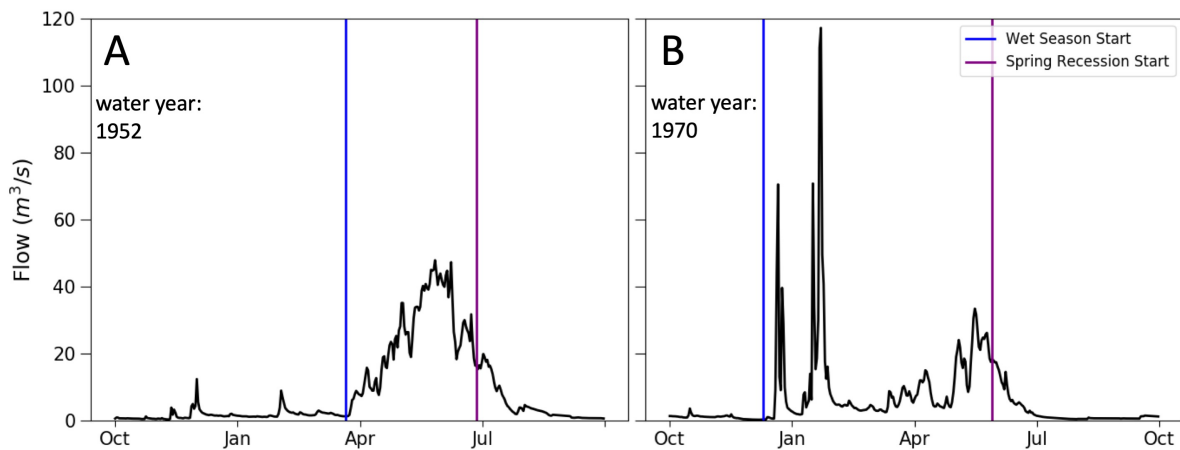 A
water year:
1952
B
water year:
1970
Wet Season Start
Spring Recession Start
Flow (m³/s)
120
100
80
60
40
20
0
Oct
Jan
Apr
Jul
Oct
Jan
Apr
Jul
Oct